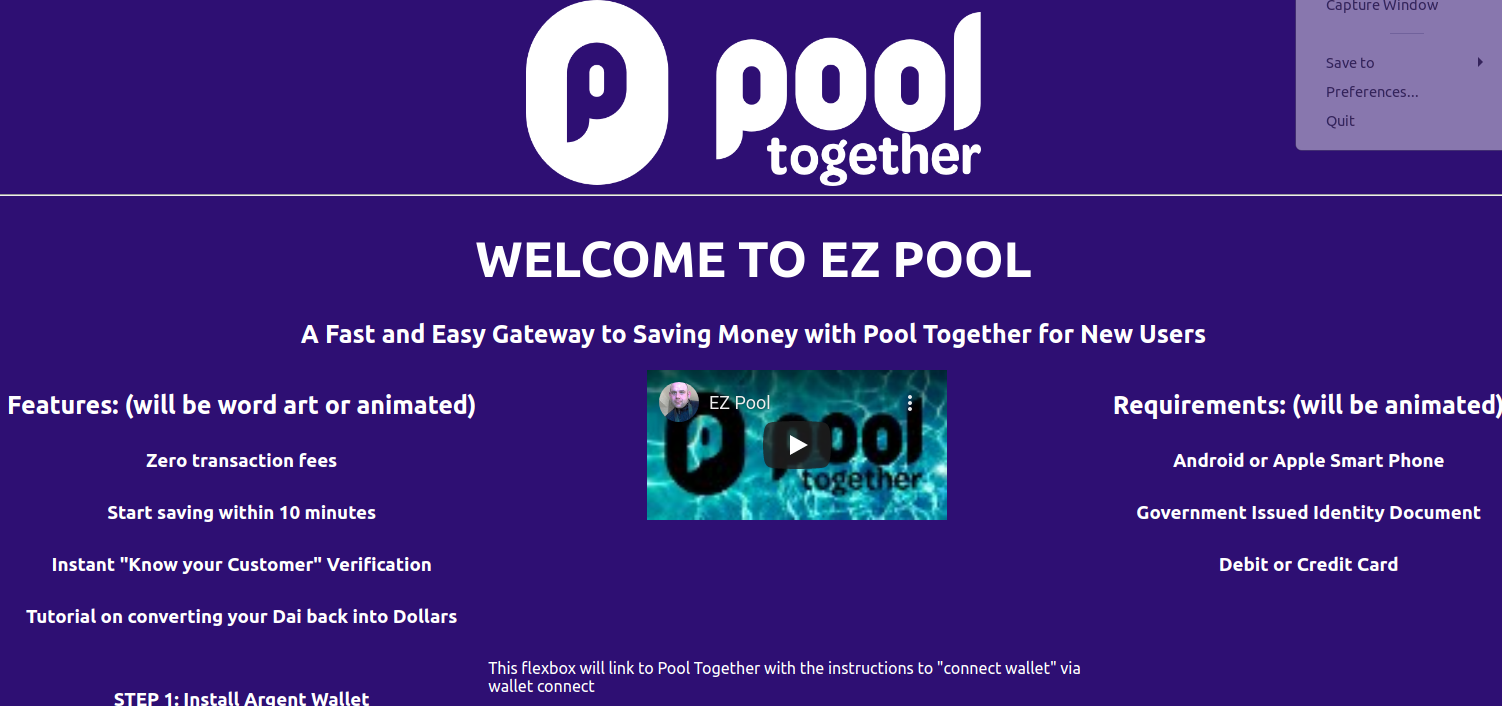 Capture Window
Save to
Preferences...
Quit
pool
together
WELCOME TO EZ POOL
A Fast and Easy Gateway to Saving Money with Pool Together for New Users
Features: (will be word art or animated)
Zero transaction fees
Start saving within 10 minutes
Instant "Know your Customer" Verification
Tutorial on converting your Dai back into Dollars
STEP 1: Install Argent Wallet
EZ Pool
pool
together
This flexbox will link to Pool Together with the instructions to "connect wallet" via
wallet connect
Requirements: (will be animated)
Android or Apple Smart Phone
Government Issued Identity Document
Debit or Credit Card